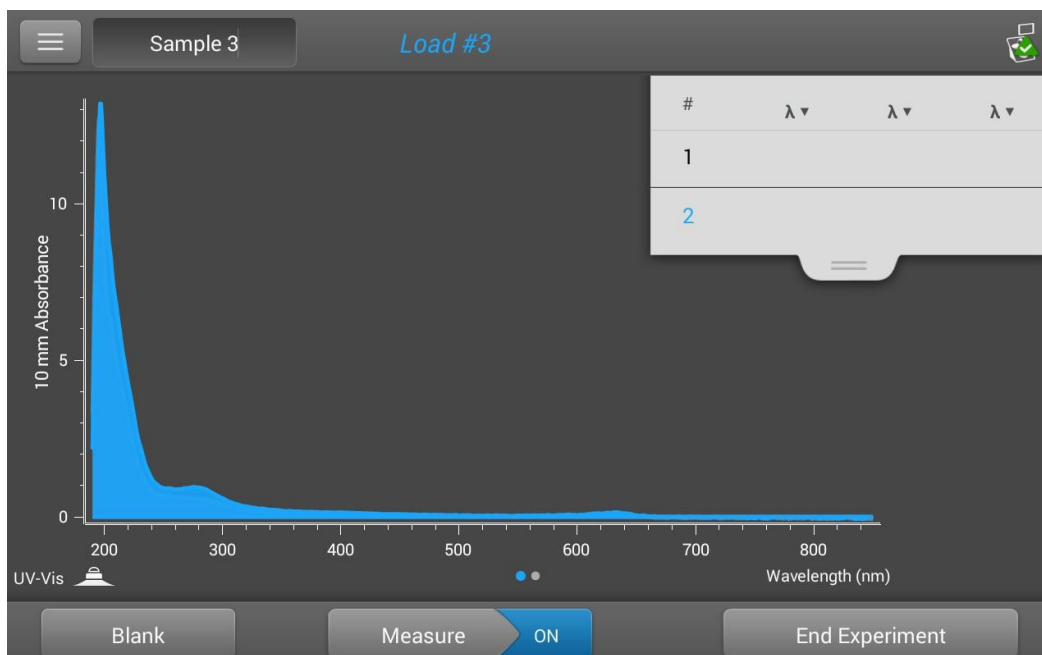 Sample 3
Load #3
# λ ▼ λ ▼ λ ▼
1
2
10
5
0
10 mm Absorbance
200 300 400 500 600 700 800
UV-Vis
Wavelength (nm)
Blank
Measure ON
End Experiment